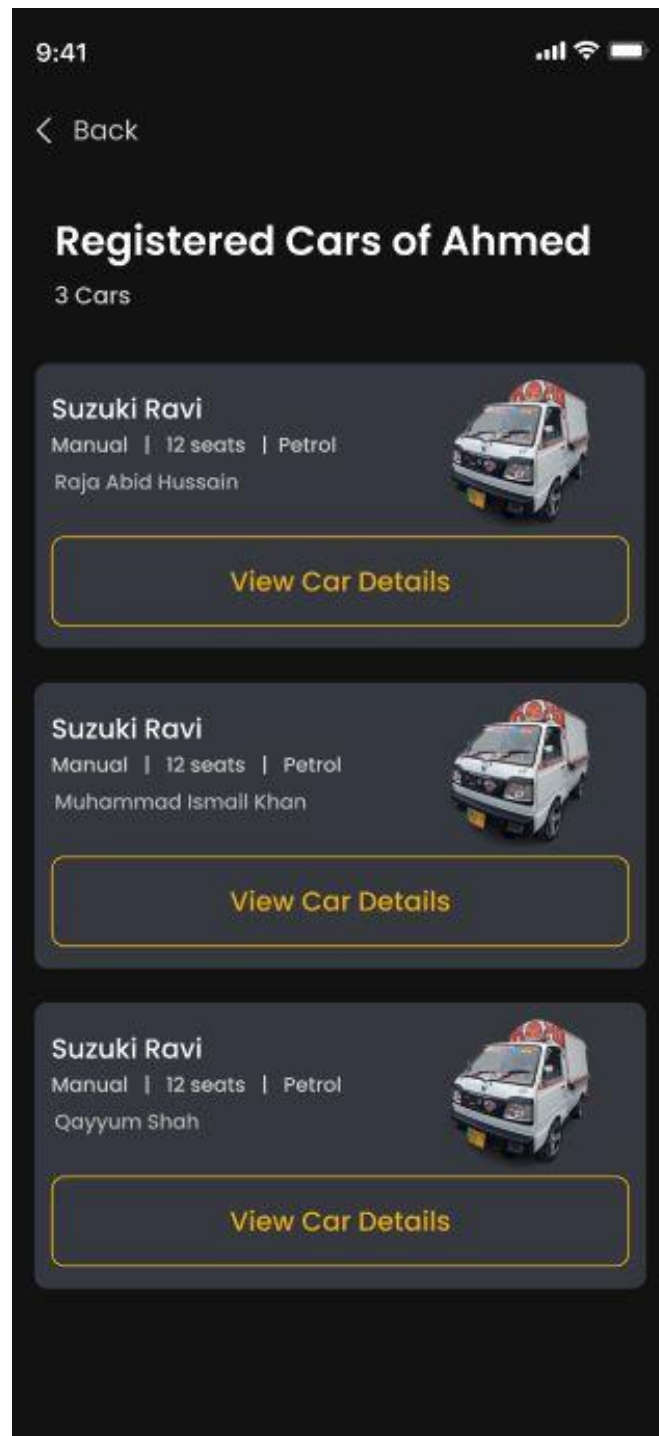 9:41
Back
Registered Cars of Ahmed
3 Cars
Suzuki Ravi
Manual | 12 seats | Petrol
Raja Abid Hussain
View Car Details
Suzuki Ravi
Manual | 12 seats | Petrol
Muhammad Ismail Khan
View Car Details
Suzuki Ravi
Manual | 12 seats | Petrol
Qayyum Shah
View Car Details